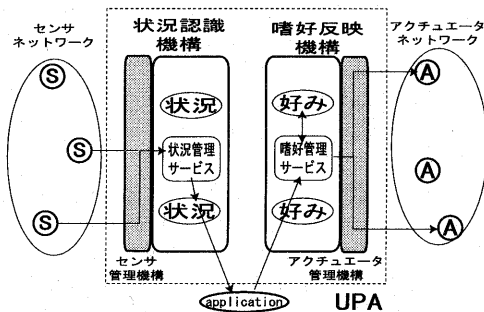 センサ
ネットワーク
状況認識
機構
嗜好反映
機構
アクチュエータ
ネットワーク
S
S
S
状況
状況管理
サービス
状況
好み
嗜好管理
サービス
好み
A
A
A
センサ
管理機構
アクチュエータ
管理機構
application
UPA